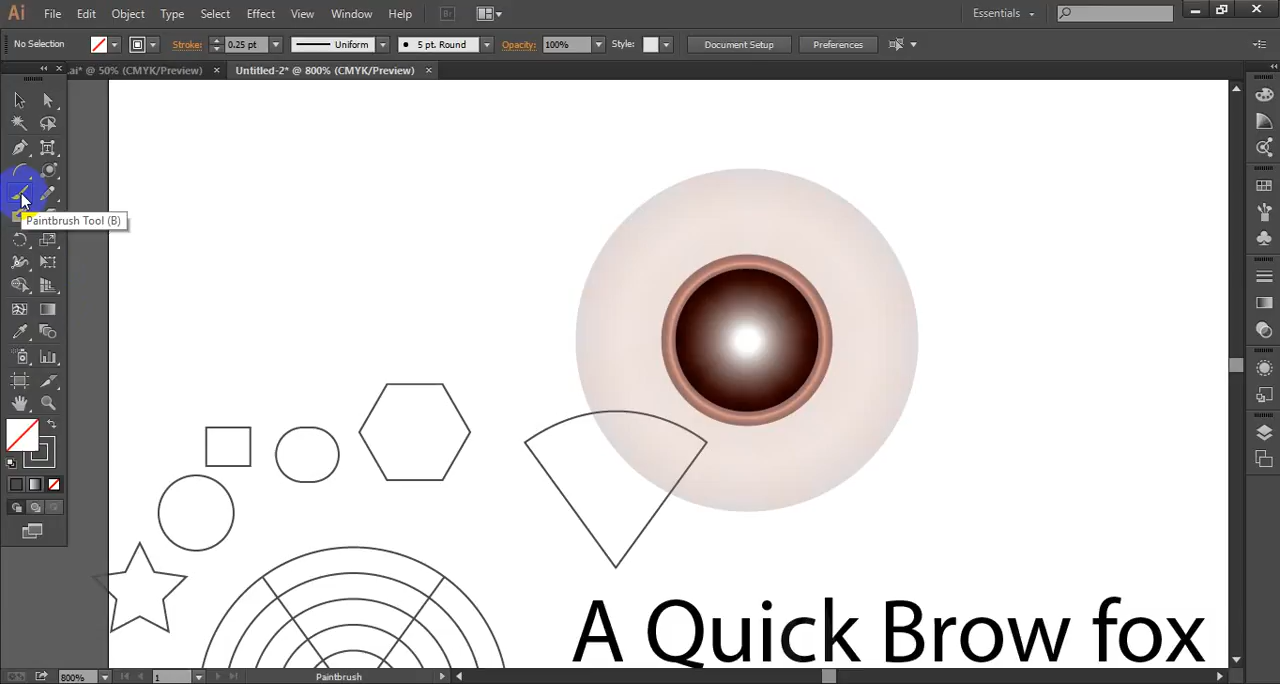 Ai File Edit Object Type Select Effect View Window Help Br Essentials
No Selection Stroke: 0.25 pt Uniform 5 pt. Round Opacity: 100% Style: Document Setup Preferences
.ai* @ 50% (CMYK/Preview) × Untitled-2* @ 800% (CMYK/Preview) ×
Paintbrush Tool (B)
A Quick Brow fox
800% 1 Paintbrush